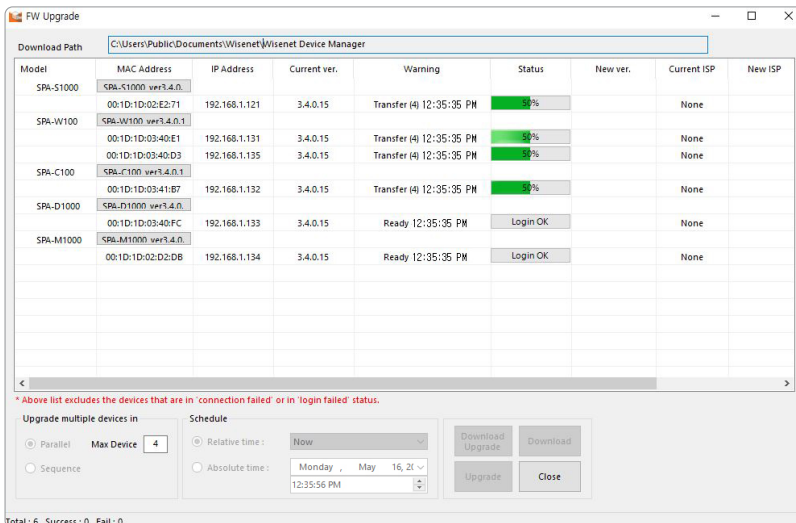 FW Upgrade
Download Path C:\Users\Public\Documents\Wisenet\Wisenet Device Manager
Model MAC Address IP Address Current ver. Warning Status New ver. Current ISP New ISP
SPA-S1000 SPA-S1000 ver3.4.0.
00:1D:1D:02:E2:71 192.168.1.121 3.4.0.15 Transfer (4) 12:35:35 PM 50% None
SPA-W100 SPA-W100 ver3.4.0.1
00:1D:1D:03:40:E1 192.168.1.131 3.4.0.15 Transfer (4) 12:35:35 PM 50% None
00:1D:1D:03:40:D3 192.168.1.135 3.4.0.15 Transfer (4) 12:35:35 PM 50% None
SPA-C100 SPA-C100 ver3.4.0.1
00:1D:1D:03:41:B7 192.168.1.132 3.4.0.15 Transfer (4) 12:35:35 PM 50% None
SPA-D1000 SPA-D1000 ver3.4.0.
00:1D:1D:03:40:FC 192.168.1.133 3.4.0.15 Ready 12:35:35 PM Login OK None
SPA-M1000 SPA-M1000 ver3.4.0.
00:1D:1D:02:D2:DB 192.168.1.134 3.4.0.15 Ready 12:35:35 PM Login OK None
* Above list excludes the devices that are in 'connection failed' or in 'login failed' status.
Upgrade multiple devices in
Parallel Max Device 4
Sequence
Schedule
Relative time : Now
Absolute time : Monday , May 16, 20
12:35:56 PM
Download Upgrade
Download
Upgrade
Close
Total : 6 Success : 0 Fail : 0